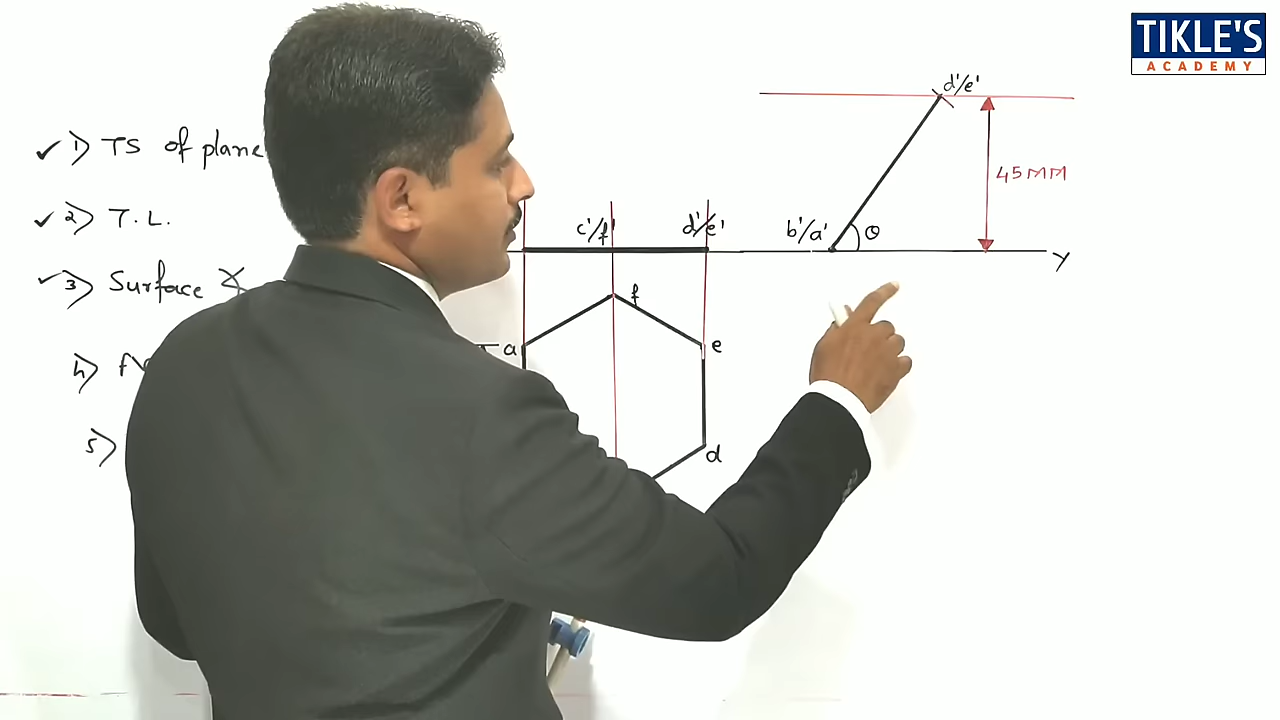 TIKLE'S
ACADEMY
1) TS of plane
2) T.L.
3) Surface
4)
5)
d'/e'
45MM
c'/f'
d'/e'
b'/a'
θ
Y
f
a
e
d